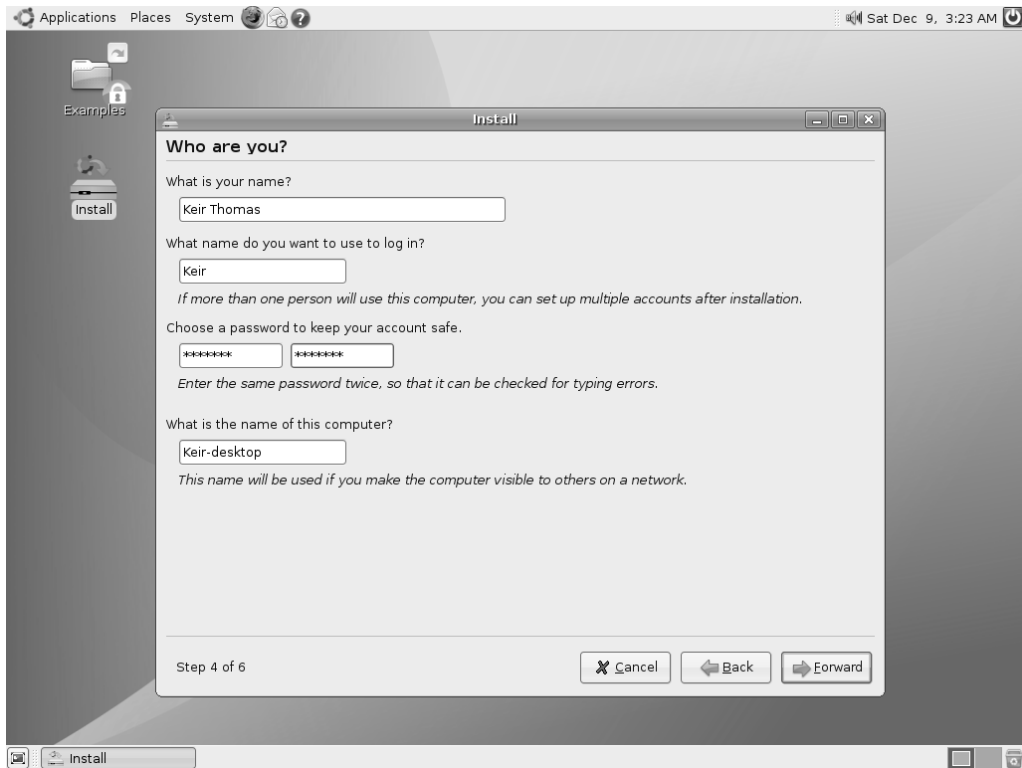 Applications Places System Sat Dec 9, 3:23 AM
Examples
Install
Install
Who are you?
What is your name?
Keir Thomas
What name do you want to use to log in?
Keir
If more than one person will use this computer, you can set up multiple accounts after installation.
Choose a password to keep your account safe.
******* *******
Enter the same password twice, so that it can be checked for typing errors.
What is the name of this computer?
Keir-desktop
This name will be used if you make the computer visible to others on a network.
Step 4 of 6 Cancel Back Forward
Install